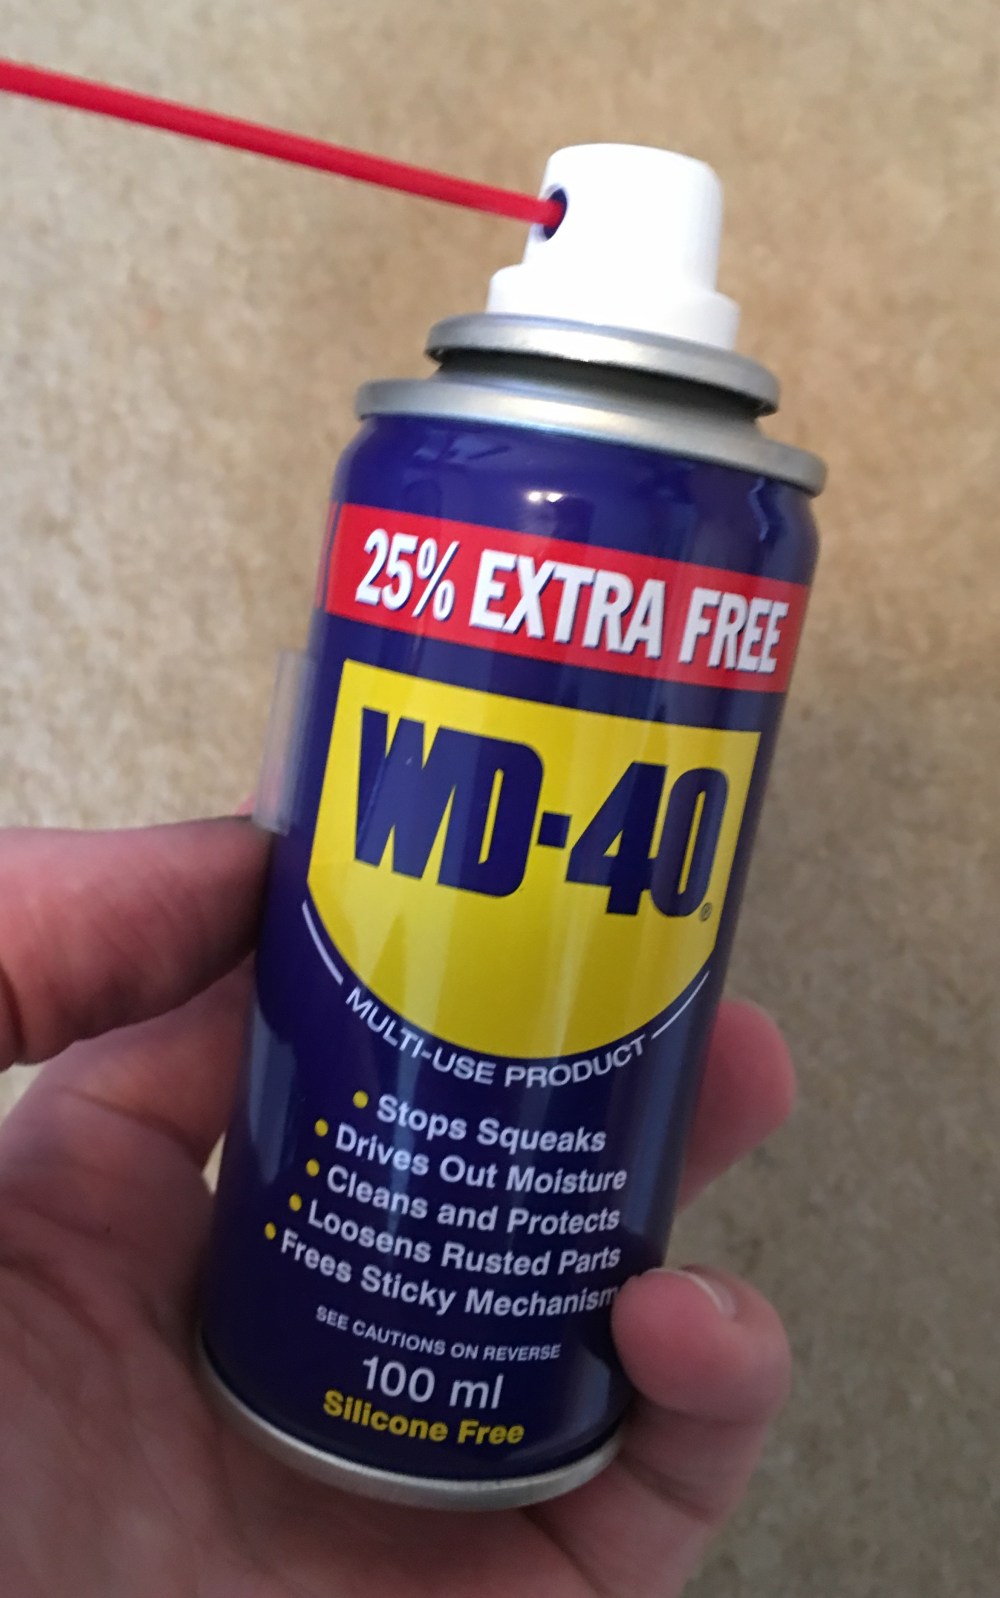 25% EXTRA FREE
WD-40®
MULTI-USE PRODUCT
• Stops Squeaks
• Drives Out Moisture
• Cleans and Protects
• Loosens Rusted Parts
• Frees Sticky Mechanism
SEE CAUTIONS ON REVERSE
100 ml
Silicone Free